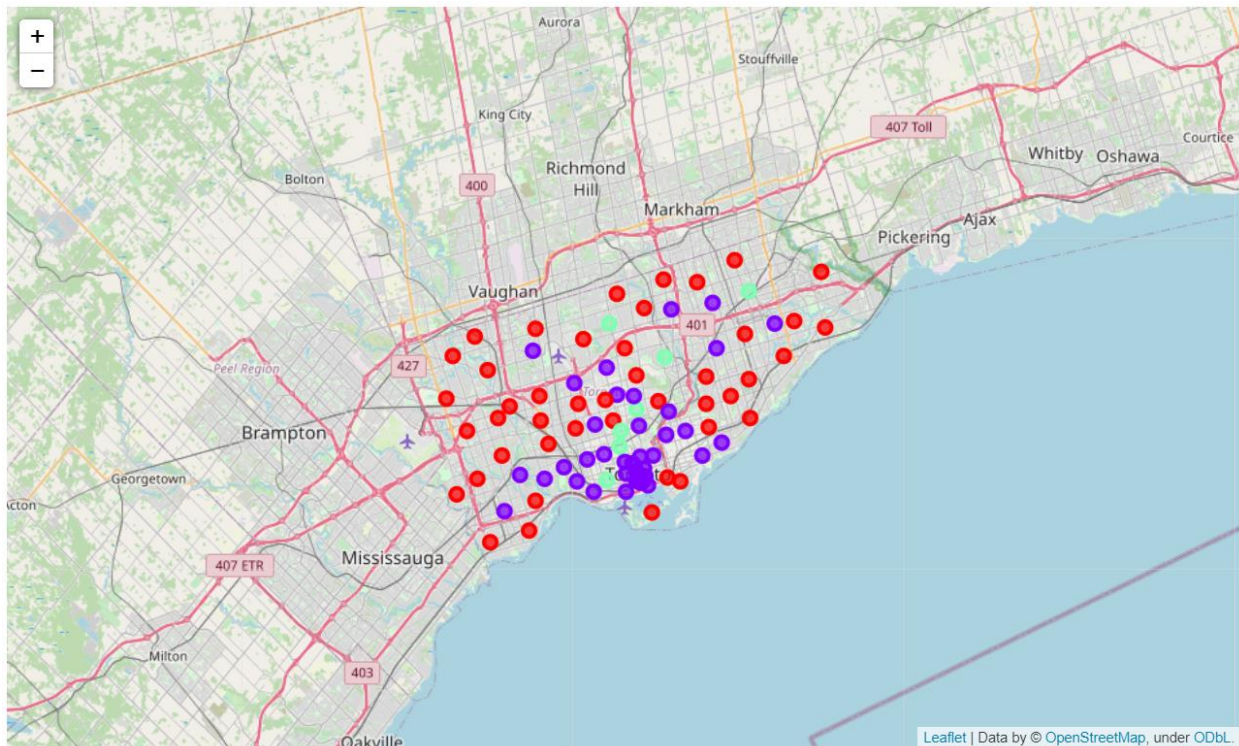 +
−
Aurora
Stouffville
King City
407 Toll
Courtice
Whitby
Oshawa
Richmond
Hill
Bolton
400
Markham
Ajax
Pickering
Vaughan
401
427
Peel Region
Brampton
Georgetown
Acton
Mississauga
407 ETR
Milton
403
Oakville
Leaflet | Data by © OpenStreetMap, under ODbL.